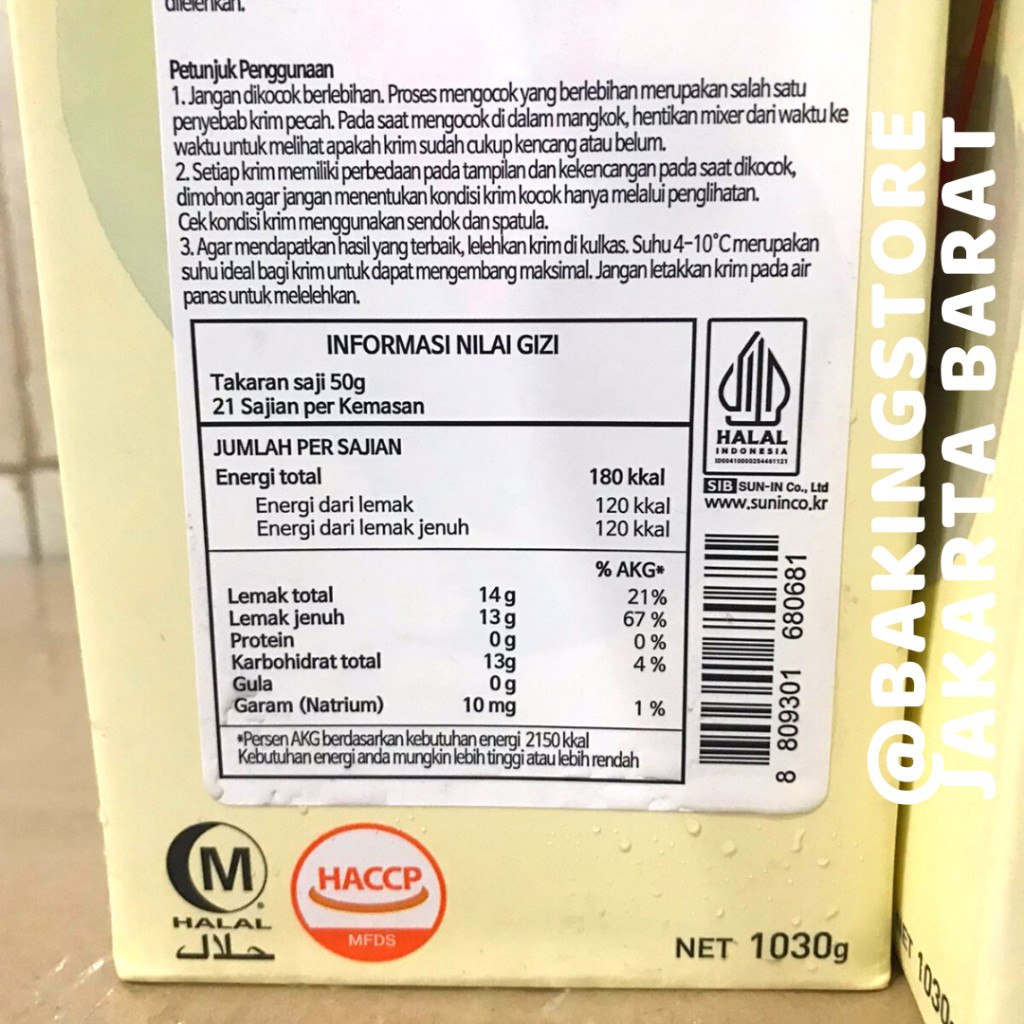 dilelehkan.
Petunjuk Penggunaan
1. Jangan dikocok berlebihan. Proses mengocok yang berlebihan merupakan salah satu
penyebab krim pecah. Pada saat mengocok di dalam mangkok, hentikan mixer dari waktu ke
waktu untuk melihat apakah krim sudah cukup kencang atau belum.
2. Setiap krim memiliki perbedaan pada tampilan dan kekencangan pada saat dikocok,
dimohon agar jangan menentukan kondisi krim kocok hanya melalui penglihatan.
Cek kondisi krim menggunakan sendok dan spatula.
3. Agar mendapatkan hasil yang terbaik, lelehkan krim di kulkas. Suhu 4-10°C merupakan
suhu ideal bagi krim untuk dapat mengembang maksimal. Jangan letakkan krim pada air
panas untuk melelehkan.
INFORMASI NILAI GIZI
Takaran saji 50g
21 Sajian per Kemasan
JUMLAH PER SAJIAN
Energi total 180 kkal
Energi dari lemak 120 kkal
Energi dari lemak jenuh 120 kkal
% AKG*
Lemak total 14 g 21%
Lemak jenuh 13 g 67 %
Protein 0 g 0 %
Karbohidrat total 13g 4 %
Gula 0 g
Garam (Natrium) 10 mg 1 %
*Persen AKG berdasarkan kebutuhan energi 2150 kkal
Kebutuhan energi anda mungkin lebih tinggi atau lebih rendah
HALAL
INDONESIA
ID00410000254461121
SIB SUN-IN Co., Ltd
www.suninco.kr
8 809301 680681
M
HALAL
حلال
HACCP
MFDS
NET 1030g
NET 1030g
@BAKINGSTORE
JAKARTA BARAT